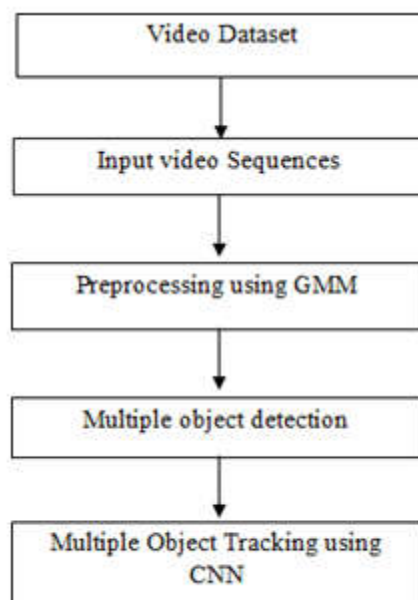 Video Dataset
Input video Sequences
Preprocessing using GMM
Multiple object detection
Multiple Object Tracking using
CNN